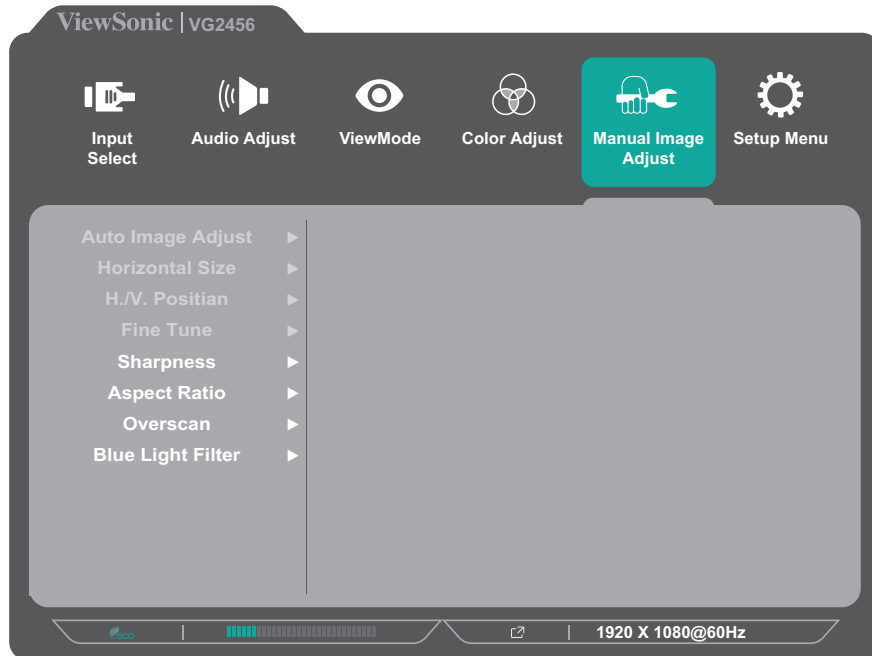 ViewSonic | VG2456
Input
Select
Audio Adjust
ViewMode
Color Adjust
Manual Image
Adjust
Setup Menu
Auto Image Adjust
Horizontal Size
H./V. Positian
Fine Tune
Sharpness
Aspect Ratio
Overscan
Blue Light Filter
eco
1920 X 1080@60Hz